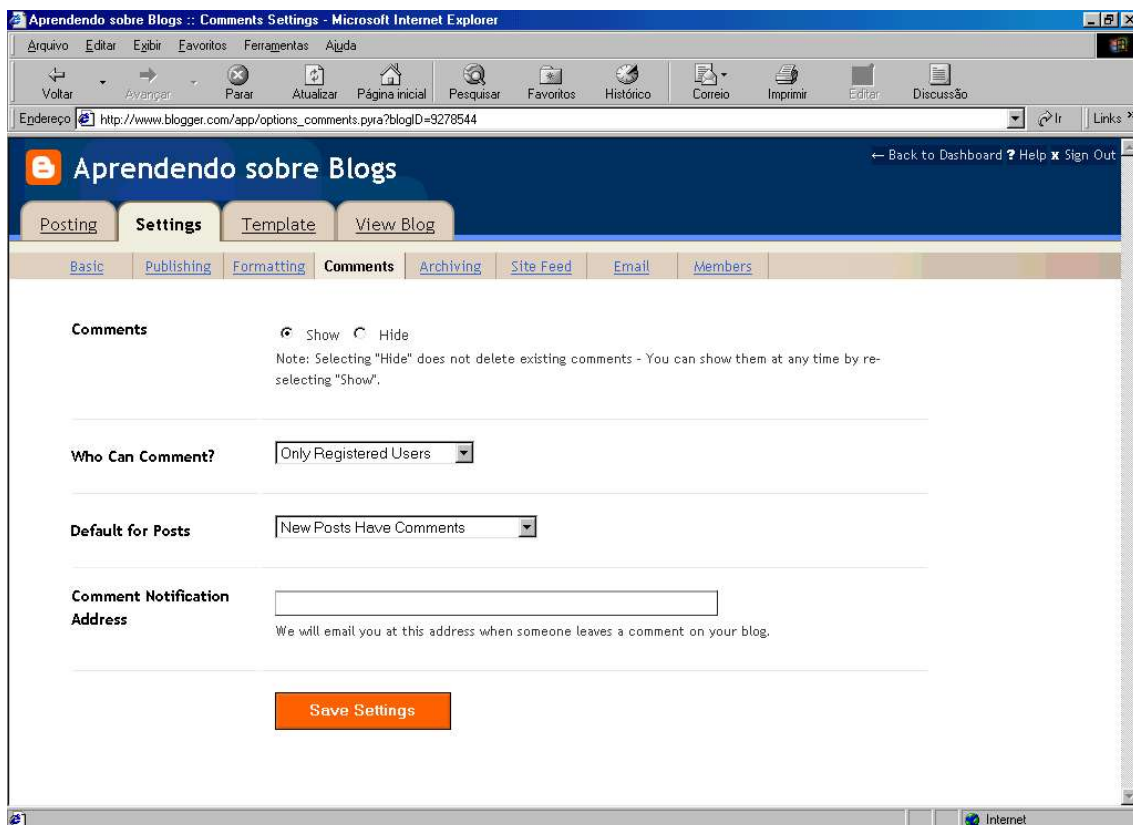 Aprendendo sobre Blogs :: Comments Settings - Microsoft Internet Explorer
Arquivo Editar Exibir Favoritos Ferramentas Ajuda
Voltar Avançar Parar Atualizar Página inicial Pesquisar Favoritos Histórico Correio Imprimir Editar Discussão
Endereço http://www.blogger.com/app/options_comments.pyra?blogID=9278544 Ir Links »
← Back to Dashboard ? Help x Sign Out
Aprendendo sobre Blogs
Posting Settings Template View Blog
Basic Publishing Formatting Comments Archiving Site Feed Email Members
Comments Show Hide
Note: Selecting "Hide" does not delete existing comments - You can show them at any time by re-
selecting "Show".
Who Can Comment? Only Registered Users
Default for Posts New Posts Have Comments
Comment Notification
Address
We will email you at this address when someone leaves a comment on your blog.
Save Settings
Internet